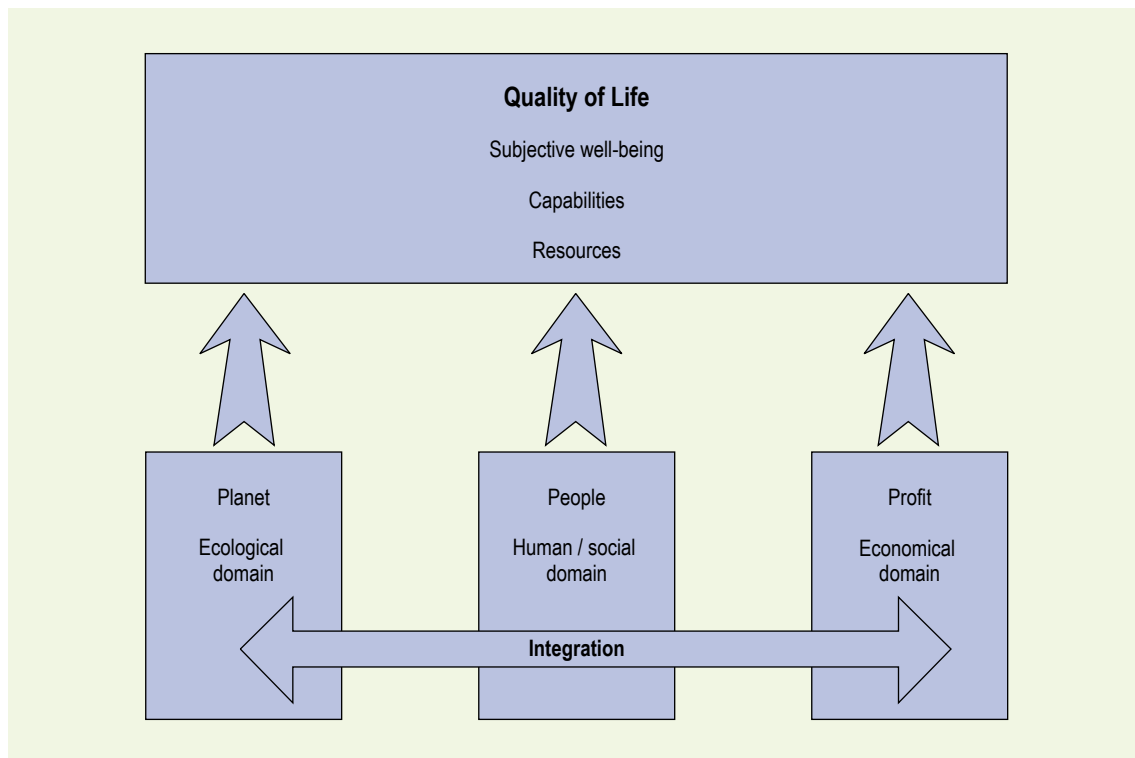 Quality of Life
Subjective well-being
Capabilities
Resources
Planet
Ecological
domain
People
Human / social
domain
Profit
Economical
domain
Integration